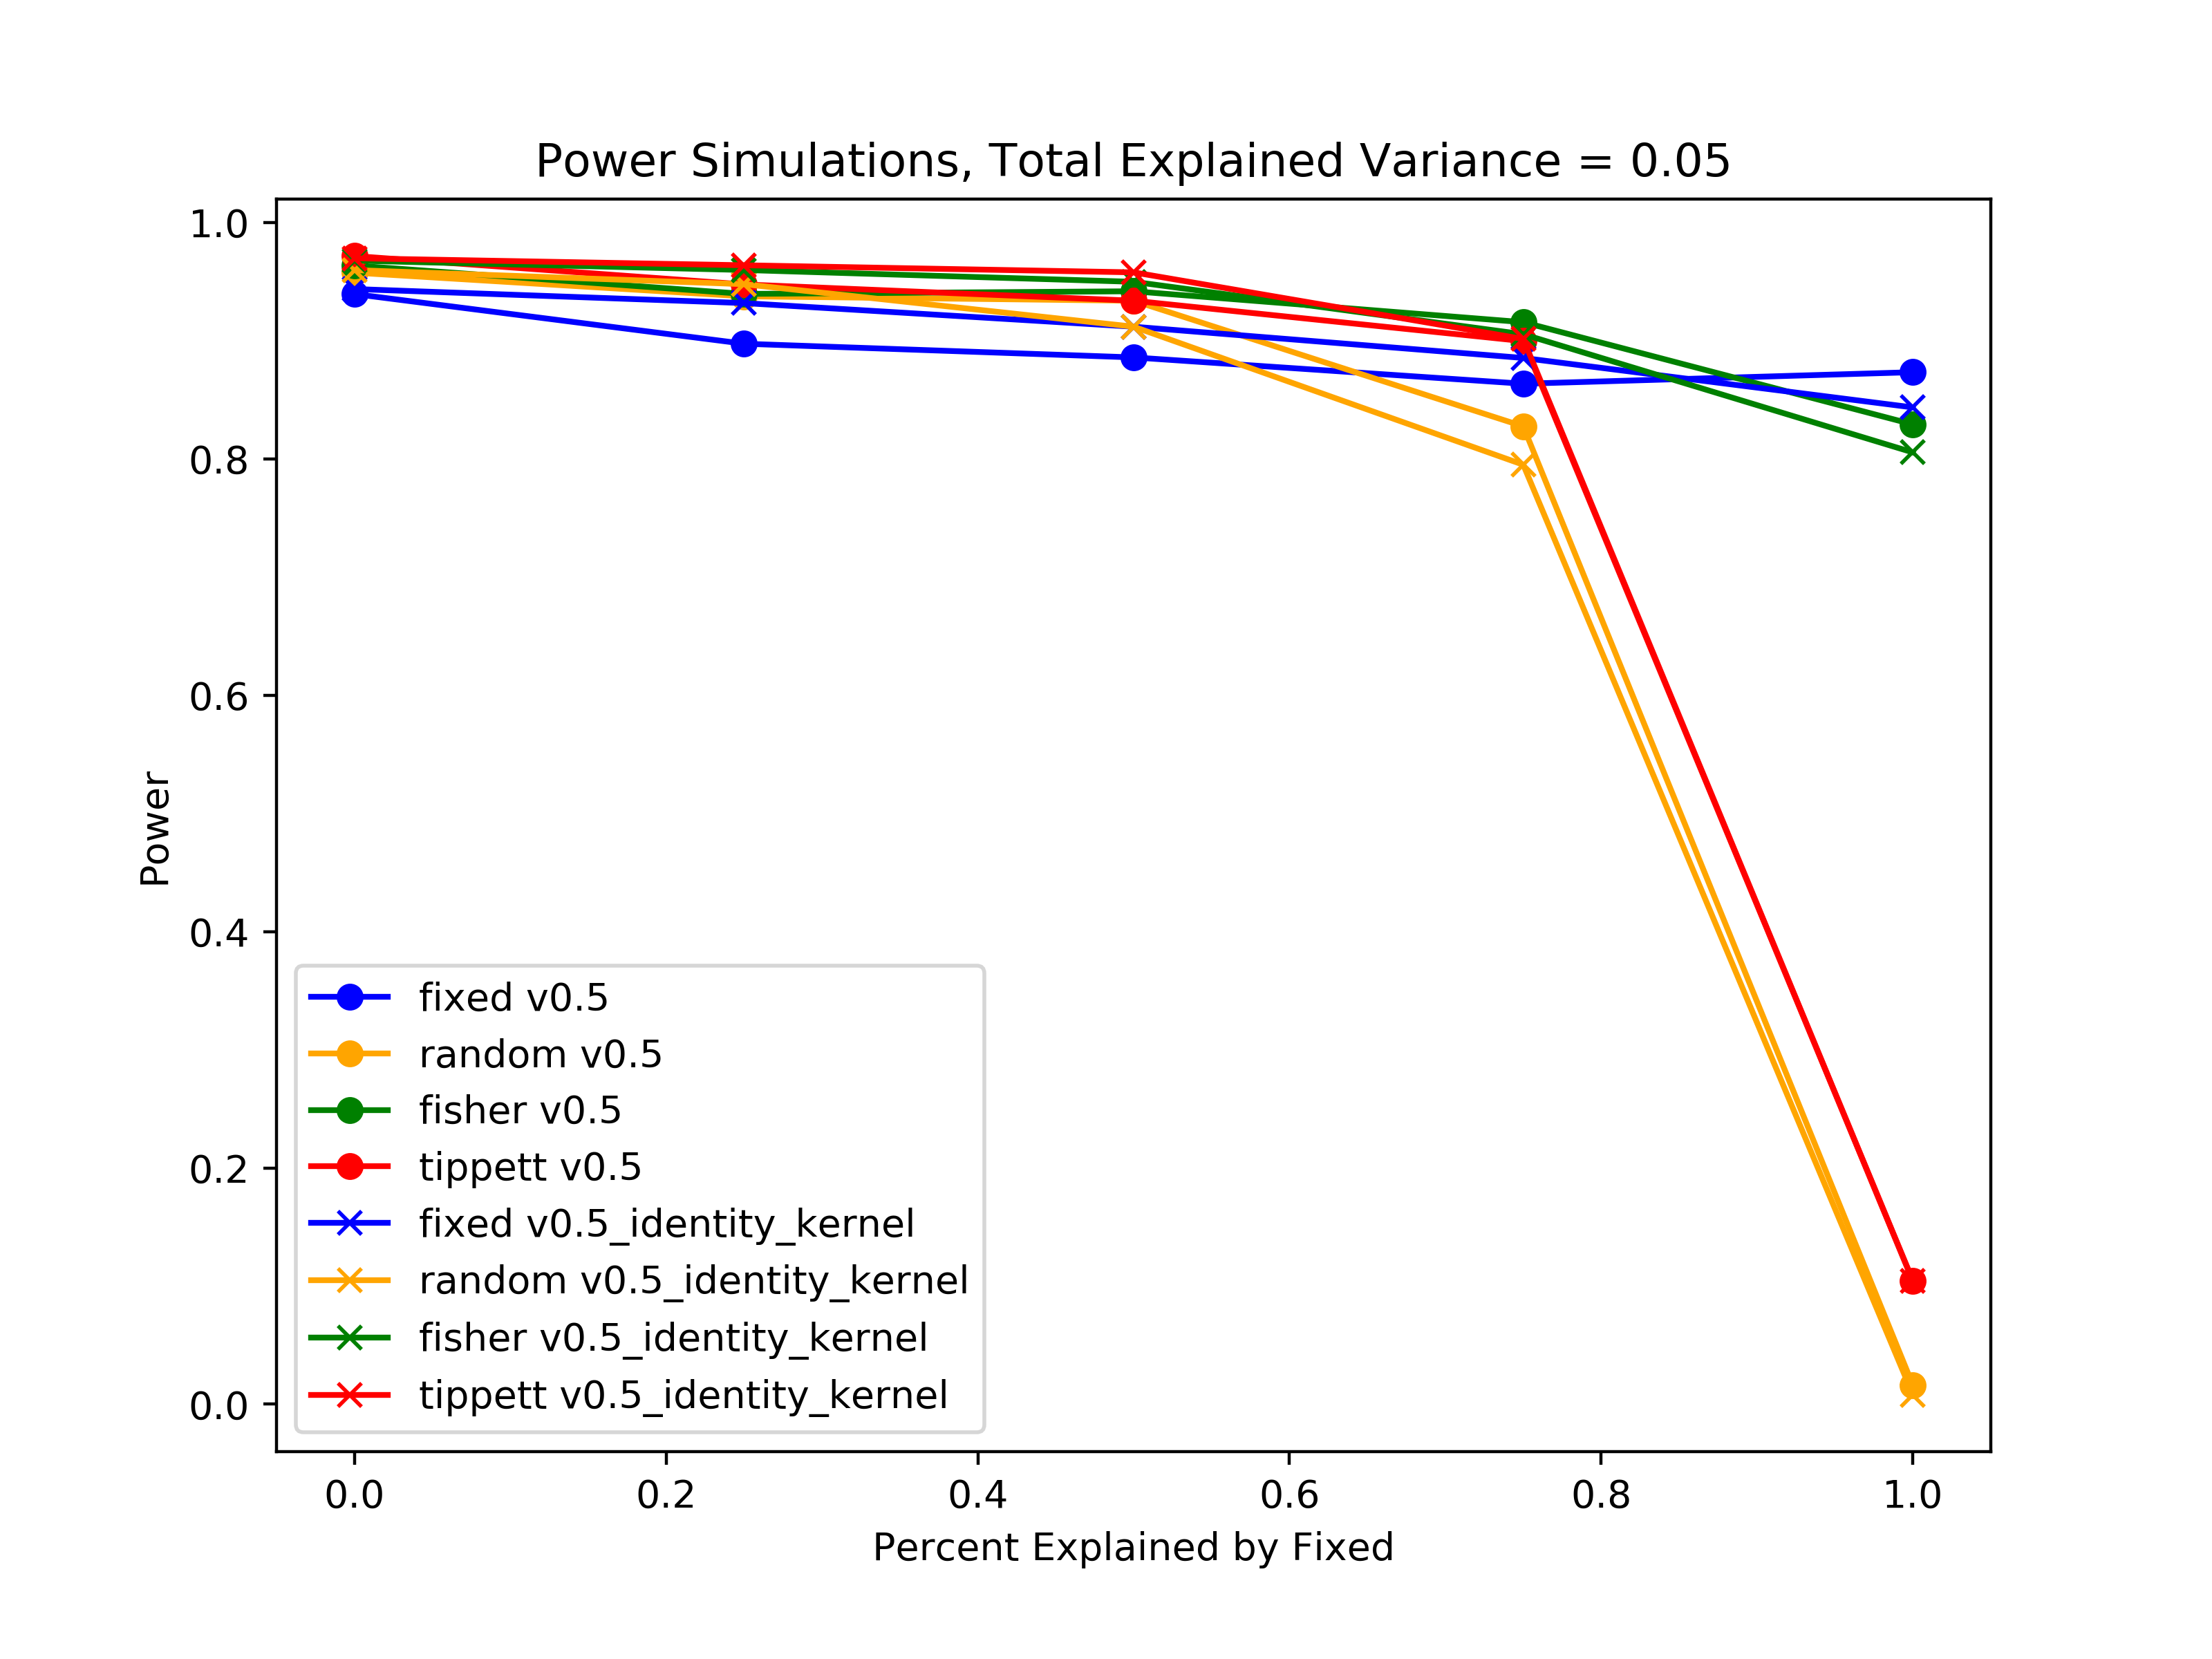 Power Simulations, Total Explained Variance = 0.05
1.0
0.8
0.6
0.4
0.2
0.0
Power
fixed v0.5
random v0.5
fisher v0.5
tippett v0.5
fixed v0.5_identity_kernel
random v0.5_identity_kernel
fisher v0.5_identity_kernel
tippett v0.5_identity_kernel
0.0 0.2 0.4 0.6 0.8 1.0
Percent Explained by Fixed